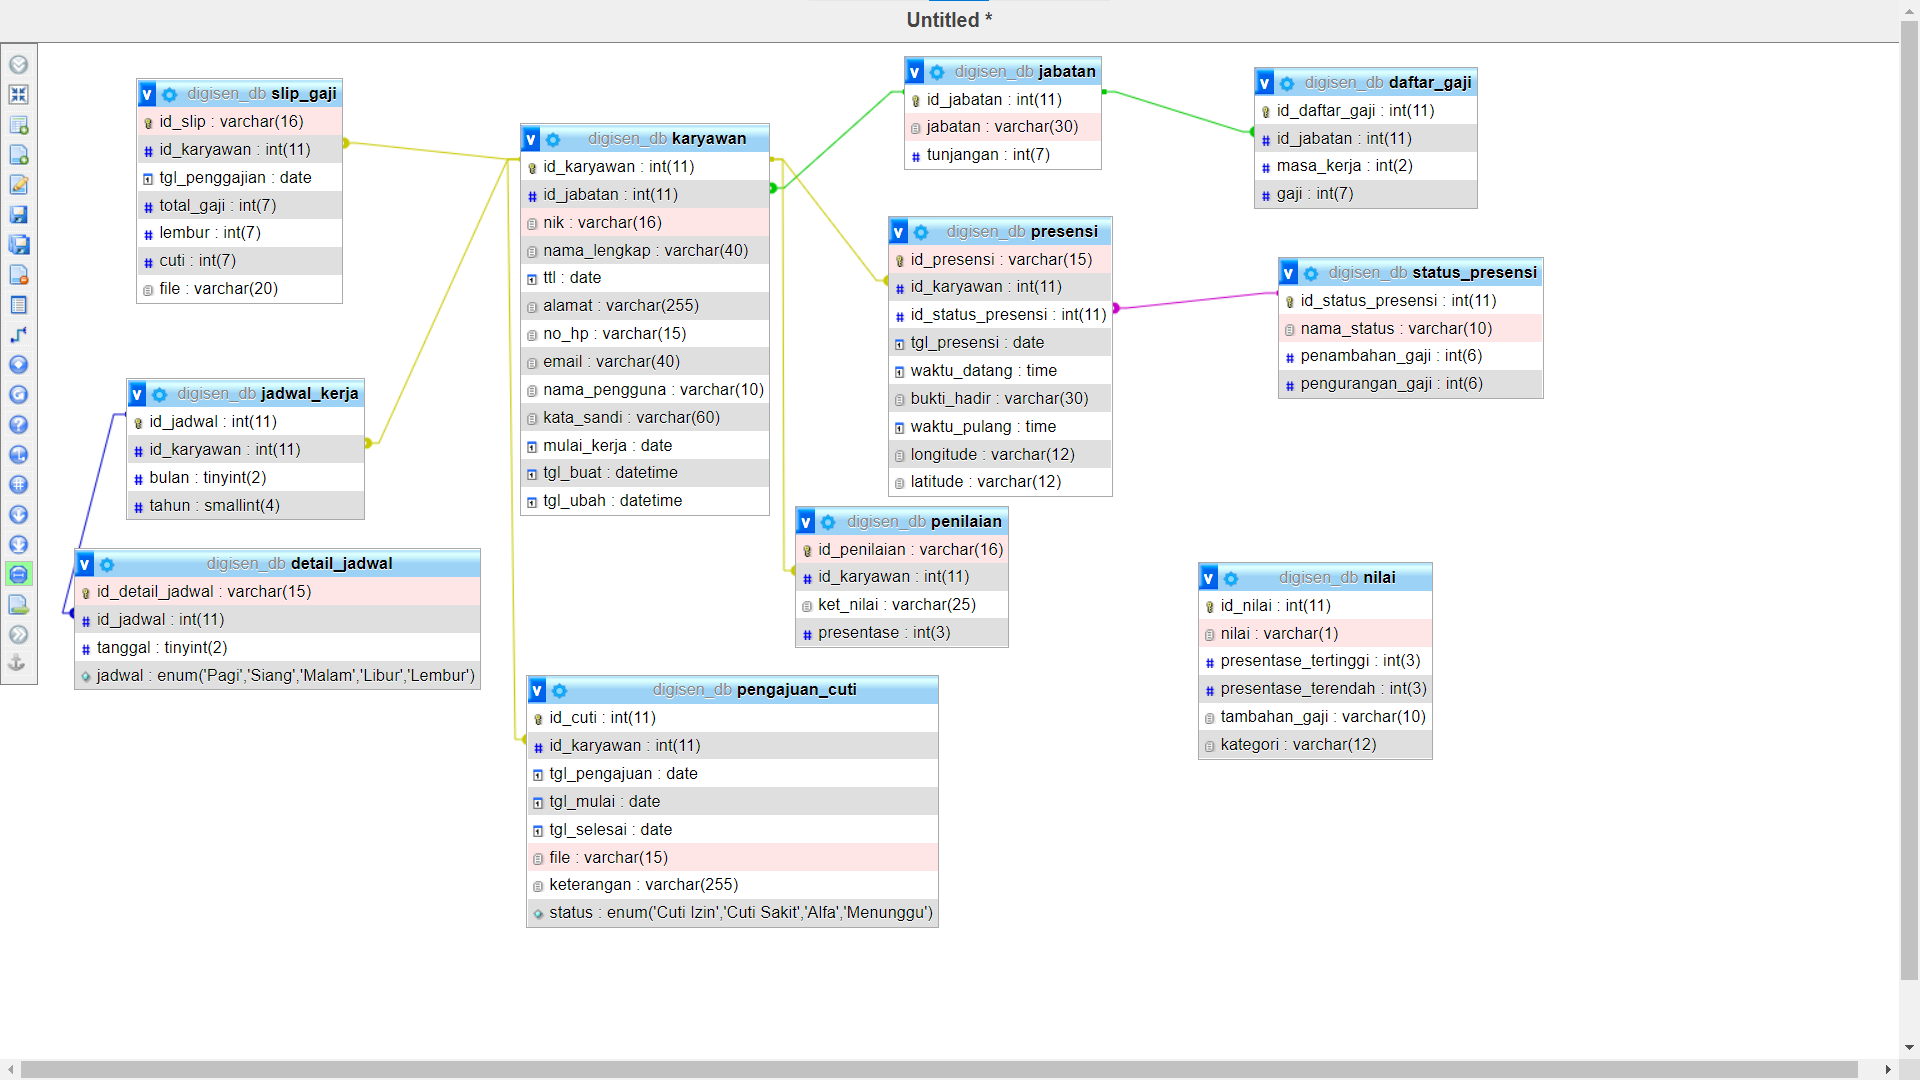 Untitled *
digisen_db slip_gaji
id_slip : varchar(16)
id_karyawan : int(11)
tgl_penggajian : date
total_gaji : int(7)
lembur : int(7)
cuti : int(7)
file : varchar(20)
digisen_db jadwal_kerja
id_jadwal : int(11)
id_karyawan : int(11)
bulan : tinyint(2)
tahun : smallint(4)
digisen_db detail_jadwal
id_detail_jadwal : varchar(15)
id_jadwal : int(11)
tanggal : tinyint(2)
jadwal : enum('Pagi','Siang','Malam','Libur','Lembur')
digisen_db karyawan
id_karyawan : int(11)
id_jabatan : int(11)
nik : varchar(16)
nama_lengkap : varchar(40)
ttl : date
alamat : varchar(255)
no_hp : varchar(15)
email : varchar(40)
nama_pengguna : varchar(10)
kata_sandi : varchar(60)
mulai_kerja : date
tgl_buat : datetime
tgl_ubah : datetime
digisen_db pengajuan_cuti
id_cuti : int(11)
id_karyawan : int(11)
tgl_pengajuan : date
tgl_mulai : date
tgl_selesai : date
file : varchar(15)
keterangan : varchar(255)
status : enum('Cuti Izin','Cuti Sakit','Alfa','Menunggu')
digisen_db jabatan
id_jabatan : int(11)
jabatan : varchar(30)
tunjangan : int(7)
digisen_db presensi
id_presensi : varchar(15)
id_karyawan : int(11)
id_status_presensi : int(11)
tgl_presensi : date
waktu_datang : time
bukti_hadir : varchar(30)
waktu_pulang : time
longitude : varchar(12)
latitude : varchar(12)
digisen_db penilaian
id_penilaian : varchar(16)
id_karyawan : int(11)
ket_nilai : varchar(25)
presentase : int(3)
digisen_db daftar_gaji
id_daftar_gaji : int(11)
id_jabatan : int(11)
masa_kerja : int(2)
gaji : int(7)
digisen_db status_presensi
id_status_presensi : int(11)
nama_status : varchar(10)
penambahan_gaji : int(6)
pengurangan_gaji : int(6)
digisen_db nilai
id_nilai : int(11)
nilai : varchar(1)
presentase_tertinggi : int(3)
presentase_terendah : int(3)
tambahan_gaji : varchar(10)
kategori : varchar(12)